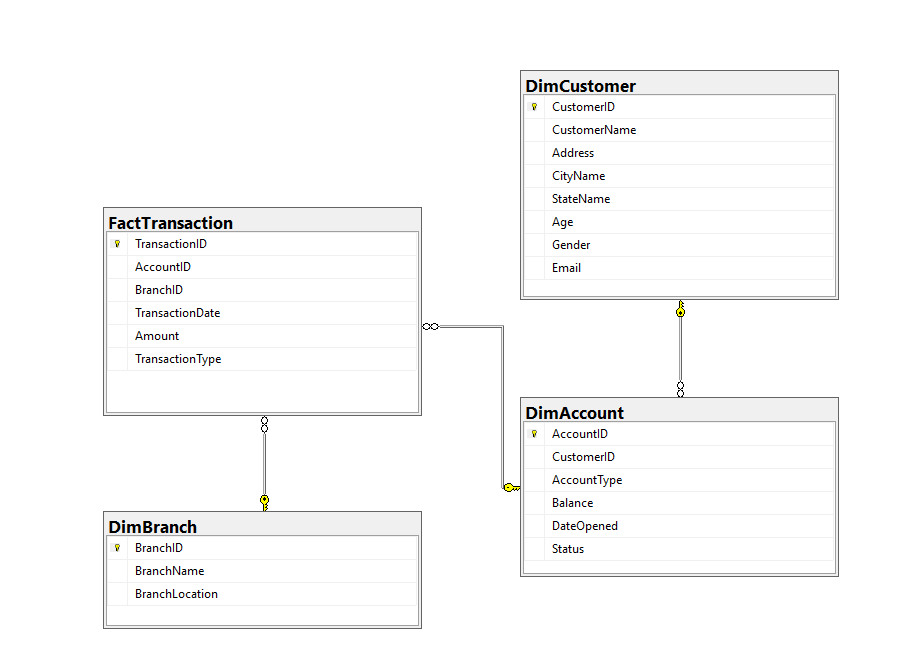 DimCustomer
CustomerID
CustomerName
Address
CityName
StateName
Age
Gender
Email
FactTransaction
TransactionID
AccountID
BranchID
TransactionDate
Amount
TransactionType
DimAccount
AccountID
CustomerID
AccountType
Balance
DateOpened
Status
DimBranch
BranchID
BranchName
BranchLocation